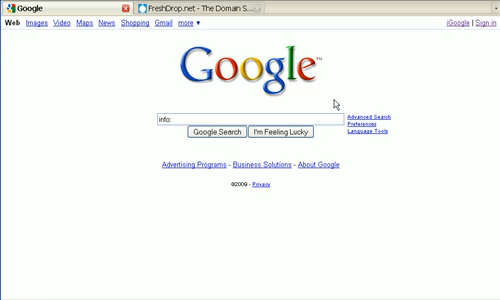 Google
FreshDrop.net - The Domain S...
Web Images Video Maps News Shopping Gmail more ▼
iGoogle | Sign in
Google™
info:
Advanced Search
Preferences
Language Tools
Google Search
I'm Feeling Lucky
Advertising Programs - Business Solutions - About Google
©2009 - Privacy